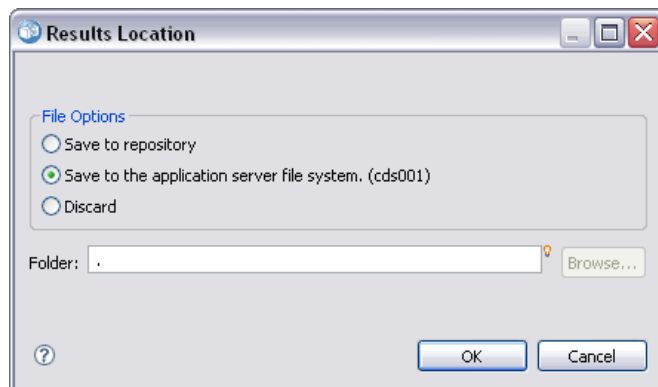 Results Location
File Options
Save to repository
Save to the application server file system. (cds001)
Discard
Folder: .
Browse...
?
OK
Cancel